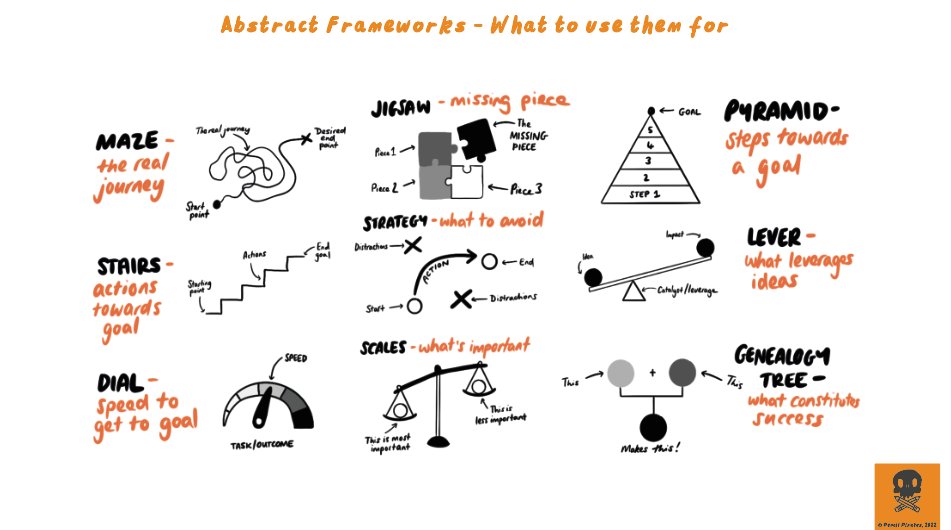 Abstract Frameworks - What to use them for
MAZE -
the real
journey
The real journey
Desired
end
point
Start
point
JIGSAW - missing piece
Piece 1
Piece 2
The
MISSING
PIECE
Piece 3
PYRAMID-
steps towards
a goal
GOAL
5
4
3
2
STEP 1
STAIRS -
actions
towards
goal
Starting
point
Actions
End
goal
STRATEGY - what to avoid
Distractions
ACTION
End
Start
Distractions
LEVER -
what leverages
ideas
Impact
Idea
Catalyst/leverage
DIAL -
speed to
get to goal
SPEED
TASK/OUTCOME
SCALES - what's important
This is most
important
This is
less important
GENEALOGY
TREE -
what constitutes
success
This
+
This
Makes this!
© Pencil Pirates, 2022